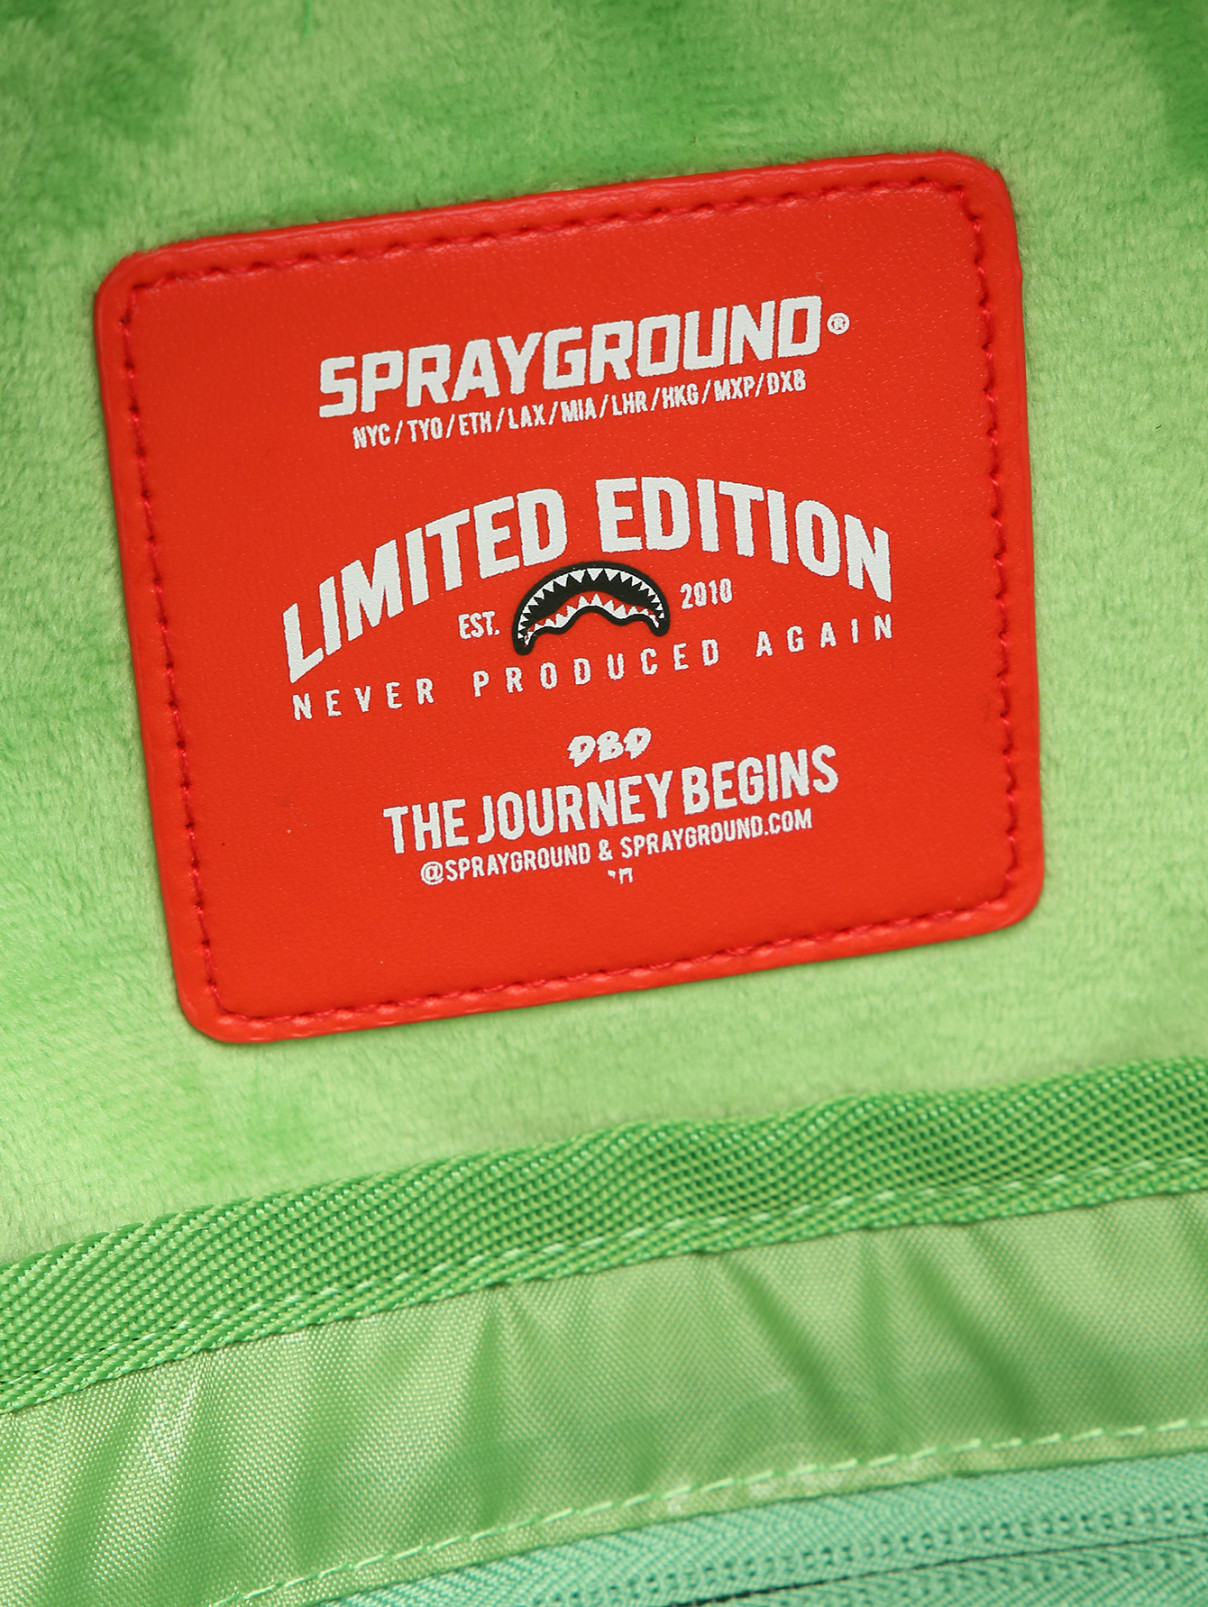 SPRAYGROUND®
NYC/TYO/ETH/LAX/MIA/LHR/HKG/MXP/DXB
LIMITED EDITION
EST. 2010
NEVER PRODUCED AGAIN
DBD
THE JOURNEY BEGINS
@SPRAYGROUND & SPRAYGROUND.COM